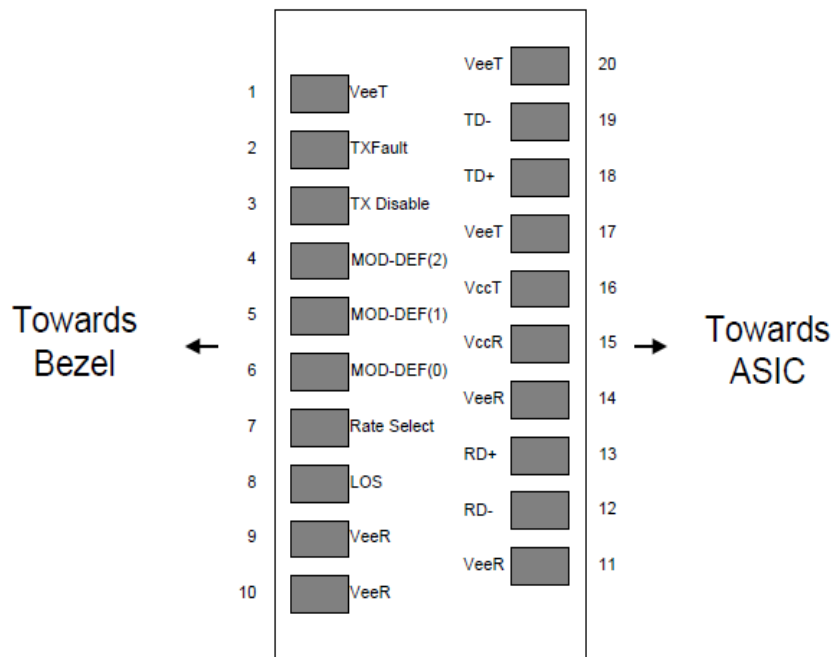 VeeT 20
1 VeeT
TD- 19
2 TXFault
TD+ 18
3 TX Disable
VeeT 17
4 MOD-DEF(2)
VccT 16
5 MOD-DEF(1)
Towards
Bezel
VccR 15
Towards
ASIC
6 MOD-DEF(0)
VeeR 14
7 Rate Select
RD+ 13
8 LOS
RD- 12
9 VeeR
VeeR 11
10 VeeR